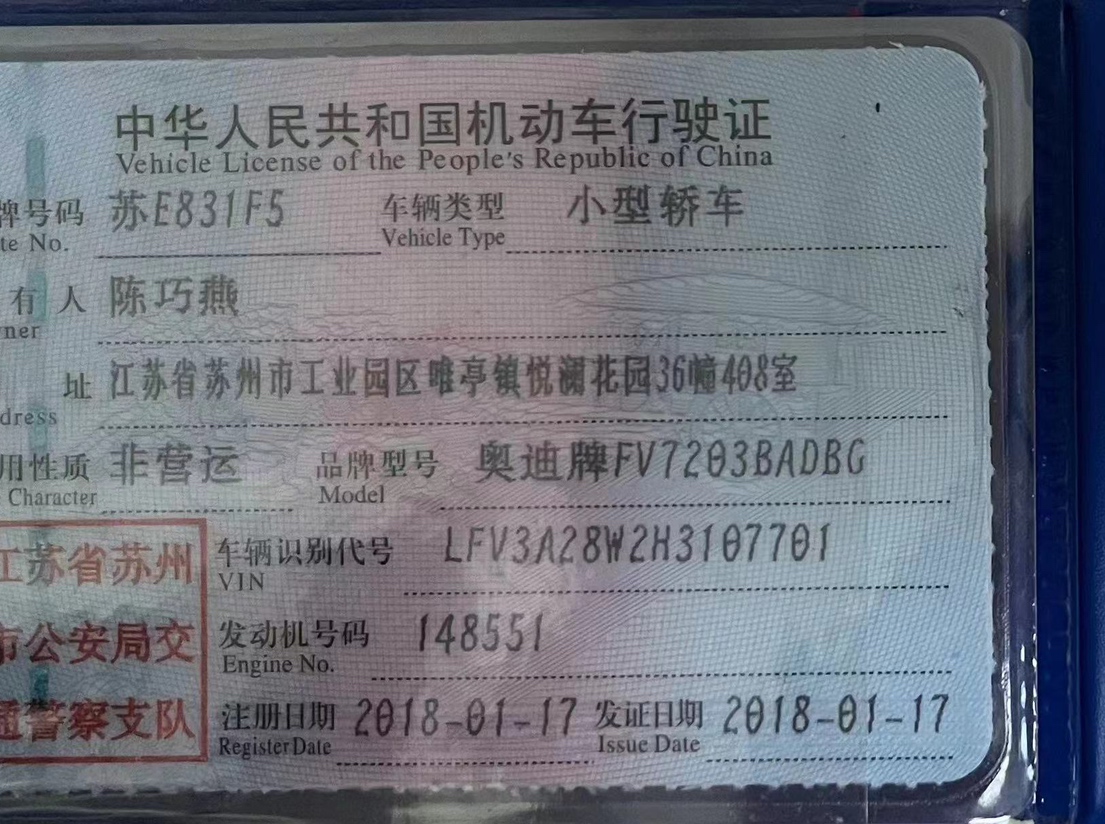 中华人民共和国机动车行驶证
Vehicle License of the People's Republic of China
牌号码 苏E831F5 车辆类型 小型轿车
te No. Vehicle Type
有人 陈巧燕
ner
址 江苏省苏州市工业园区唯亭镇悦澜花园36幢408室
dress
用性质 非营运 品牌型号 奥迪牌FV7203BADBG
Character Model
江苏省苏州 车辆识别代号 LFV3A28W2H3107701
VIN
市公安局交 发动机号码 148551
Engine No.
通警察支队 注册日期 2018-01-17 发证日期 2018-01-17
Register Date Issue Date